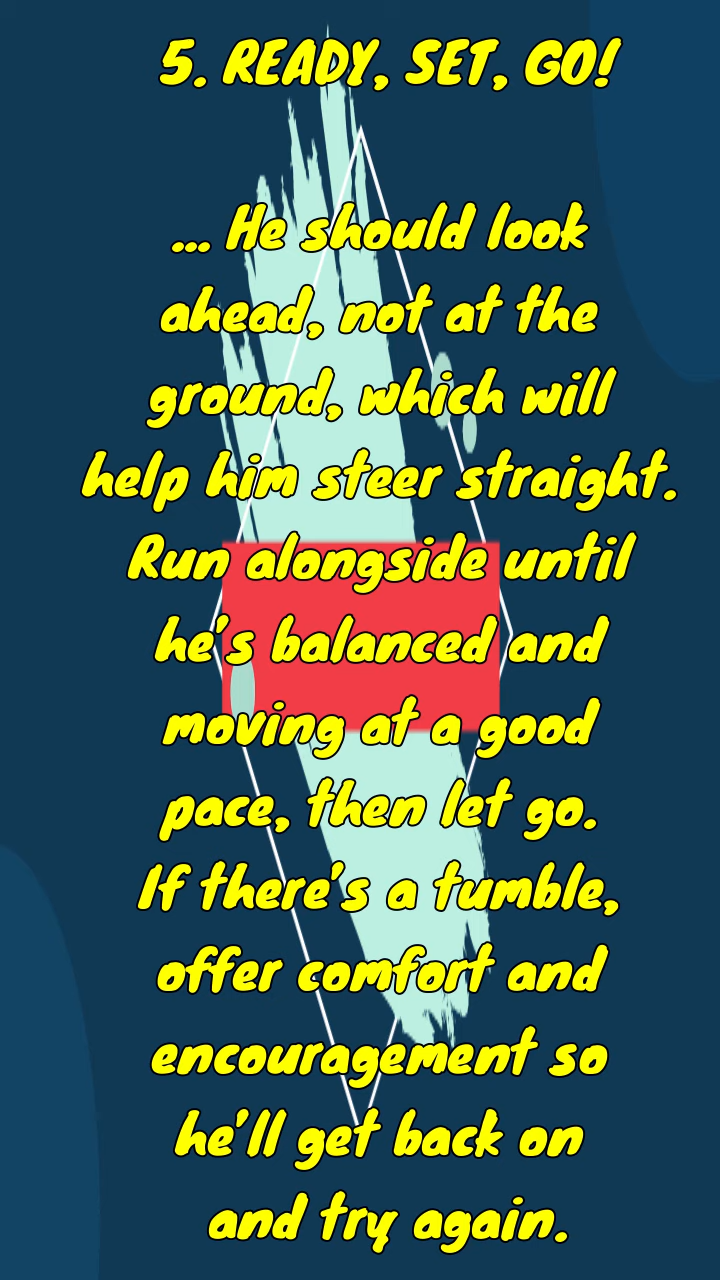 5. READY, SET, GO!
... He should look
ahead, not at the
ground, which will
help him steer straight.
Run alongside until
he's balanced and
moving at a good
pace, then let go.
If there's a tumble,
offer comfort and
encouragement so
he'll get back on
and try again.